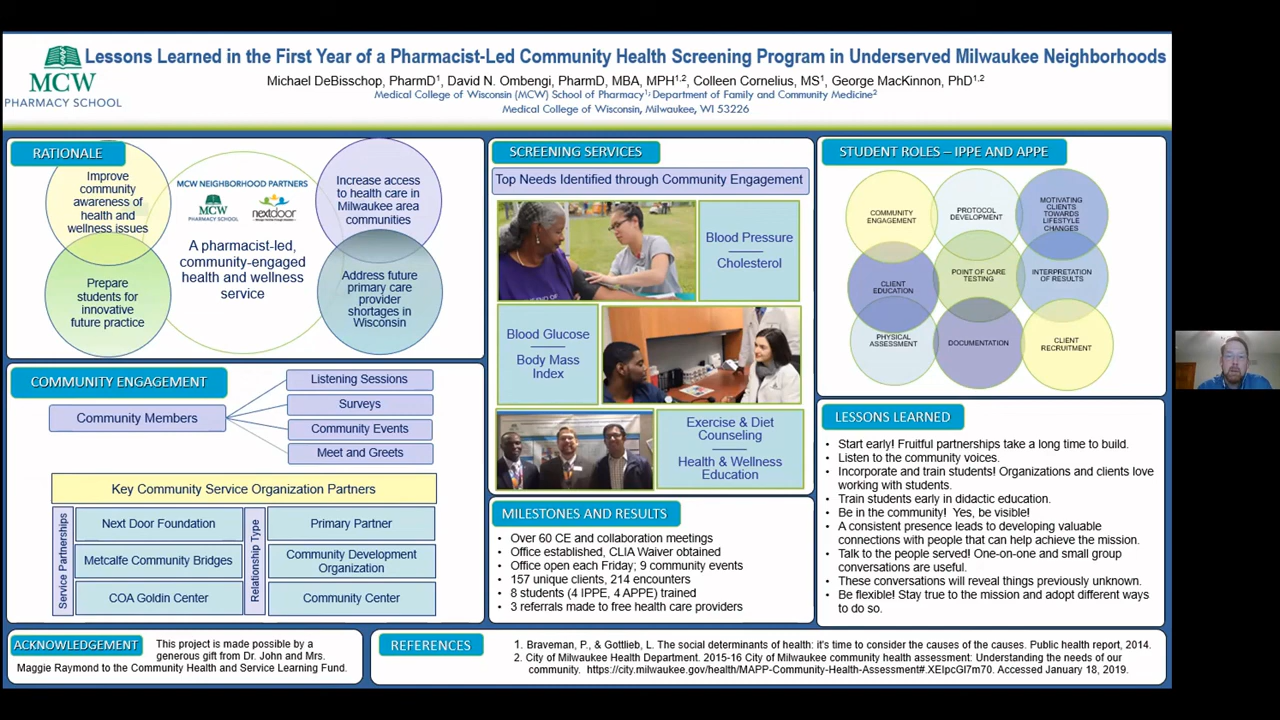 MCW
PHARMACY SCHOOL
Lessons Learned in the First Year of a Pharmacist-Led Community Health Screening Program in Underserved Milwaukee Neighborhoods
Michael DeBisschop, PharmD1, David N. Ombengi, PharmD, MBA, MPH1,2, Colleen Cornelius, MS1, George MacKinnon, PhD1,2
Medical College of Wisconsin (MCW) School of Pharmacy1; Department of Family and Community Medicine2
Medical College of Wisconsin, Milwaukee, WI 53226
RATIONALE
Improve
community
awareness of
health and
wellness issues
Prepare
students for
innovative
future practice
MCW NEIGHBORHOOD PARTNERS
MCW
PHARMACY SCHOOL
nextdoor
A pharmacist-led,
community-engaged
health and wellness
service
Increase access
to health care in
Milwaukee area
communities
Address future
primary care
provider
shortages in
Wisconsin
COMMUNITY ENGAGEMENT
Community Members
Listening Sessions
Surveys
Community Events
Meet and Greets
Key Community Service Organization Partners
Service Partnerships
Next Door Foundation
Metcalfe Community Bridges
COA Goldin Center
Relationship Type
Primary Partner
Community Development
Organization
Community Center
SCREENING SERVICES
Top Needs Identified through Community Engagement
Blood Pressure
Cholesterol
Blood Glucose
Body Mass
Index
Exercise & Diet
Counseling
Health & Wellness
Education
MILESTONES AND RESULTS
• Over 60 CE and collaboration meetings
• Office established, CLIA Waiver obtained
• Office open each Friday; 9 community events
• 157 unique clients, 214 encounters
• 8 students (4 IPPE, 4 APPE) trained
• 3 referrals made to free health care providers
STUDENT ROLES – IPPE AND APPE
COMMUNITY
ENGAGEMENT
PROTOCOL
DEVELOPMENT
MOTIVATING
CLIENTS
TOWARDS
LIFESTYLE
CHANGES
CLIENT
EDUCATION
POINT OF CARE
TESTING
INTERPRETATION
OF RESULTS
PHYSICAL
ASSESSMENT
DOCUMENTATION
CLIENT
RECRUITMENT
LESSONS LEARNED
• Start early! Fruitful partnerships take a long time to build.
• Listen to the community voices.
• Incorporate and train students! Organizations and clients love
working with students.
• Train students early in didactic education.
• Be in the community! Yes, be visible!
• A consistent presence leads to developing valuable
connections with people that can help achieve the mission.
• Talk to the people served! One-on-one and small group
conversations are useful.
• These conversations will reveal things previously unknown.
• Be flexible! Stay true to the mission and adopt different ways
to do so.
ACKNOWLEDGEMENT
This project is made possible by a
generous gift from Dr. John and Mrs.
Maggie Raymond to the Community Health and Service Learning Fund.
REFERENCES
1. Braveman, P., & Gottlieb, L. The social determinants of health: it's time to consider the causes of the causes. Public health report, 2014.
2. City of Milwaukee Health Department. 2015-16 City of Milwaukee community health assessment: Understanding the needs of our
community. https://city.milwaukee.gov/health/MAPP-Community-Health-Assessment#.XEIpcGl7m70. Accessed January 18, 2019.